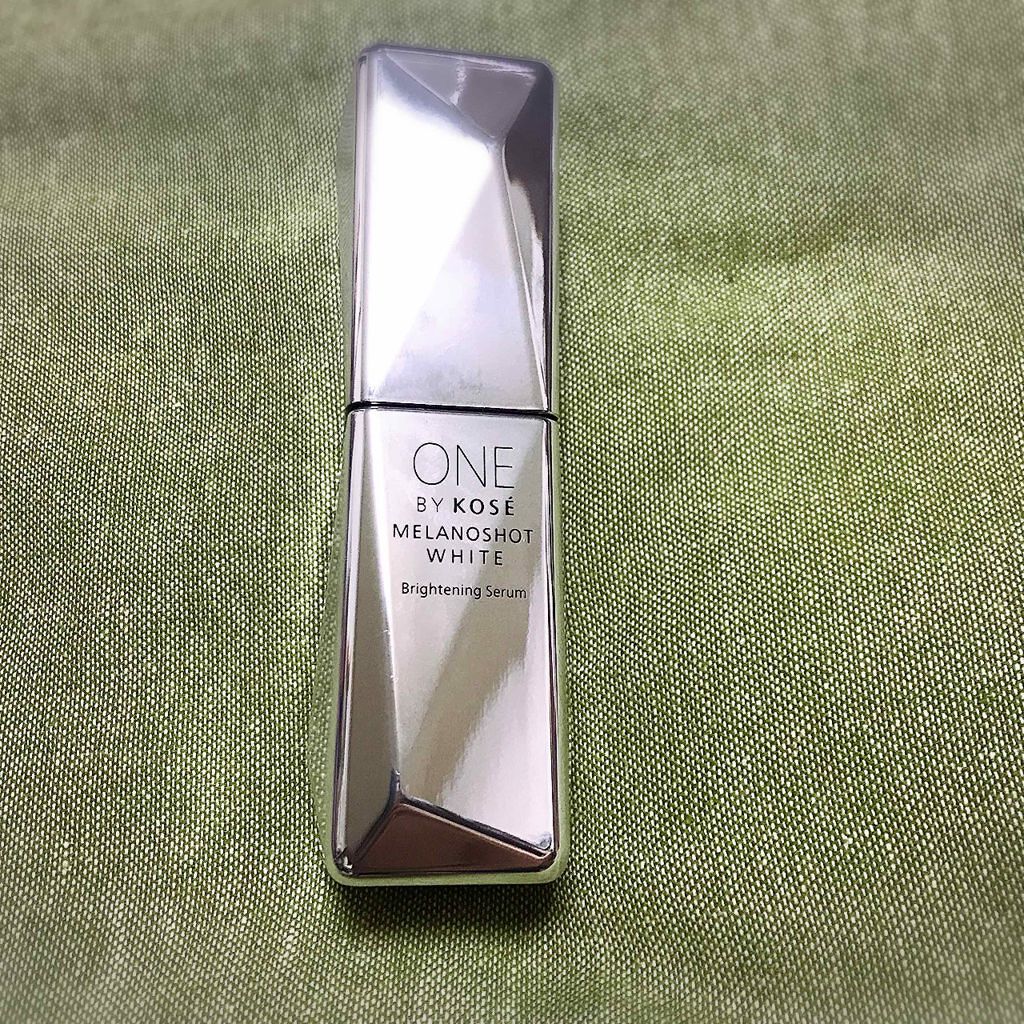 ONE
BY KOSÉ
MELANOSHOT
WHITE
Brightening Serum